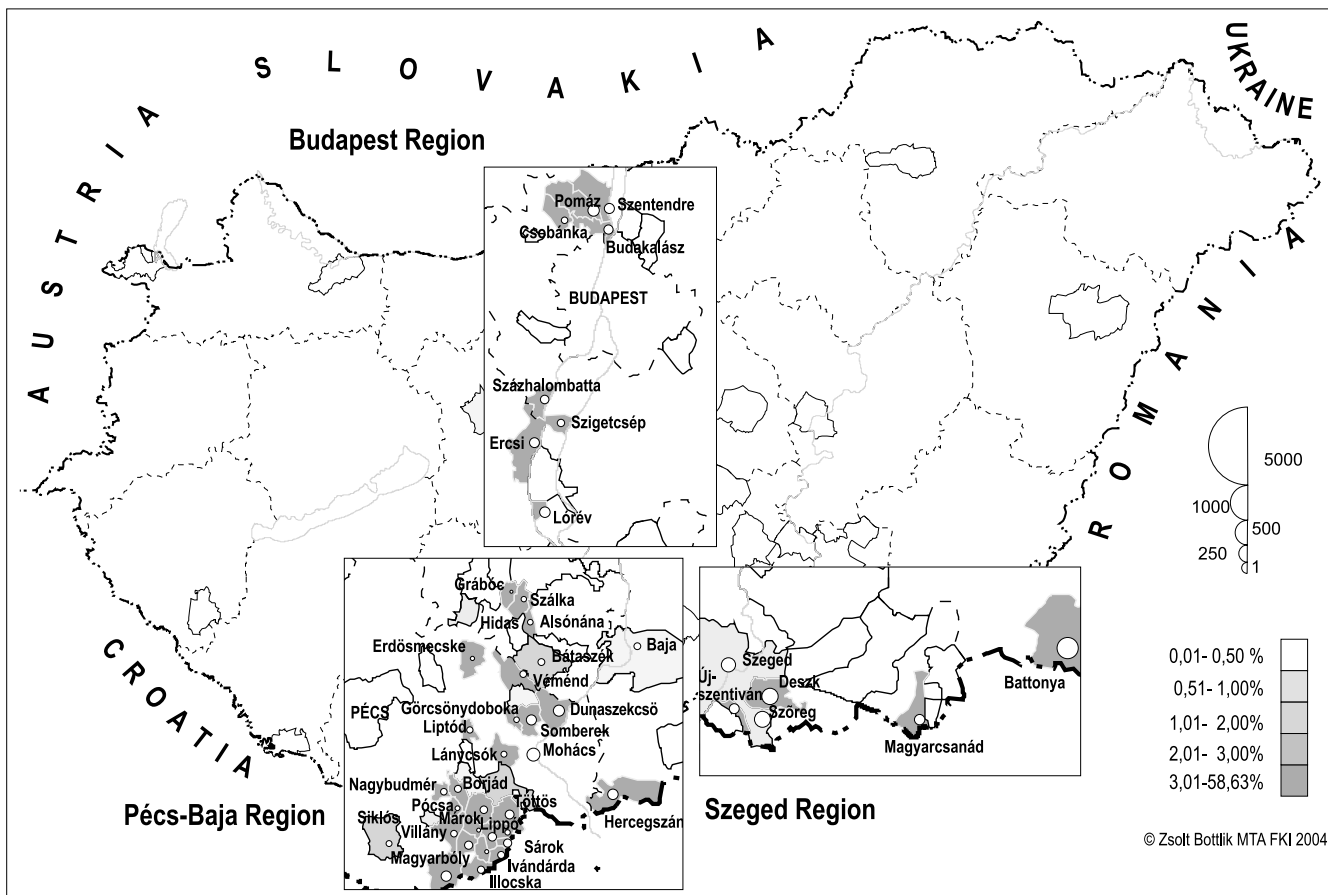 SLOVAKIA
UKRAINE
AUSTRIA
ROMANIA
CROATIA
Budapest Region
Pomáz
Szentendre
Csobánka
Budakalász
BUDAPEST
Százhalombatta
Szigetcsép
Ercsi
Lórév
5000
1000
500
250
1
Grábóc
Szálka
Hidas
Alsónána
Erdösmecske
Bátaszék
Baja
Véménd
PÉCS
Görcsönydoboka
Dunaszekcsö
Liptód
Somberek
Lánycsók
Mohács
Nagybudmér
Borjád
Pócsa
Töttös
Siklós
Márok
Lippó
Villány
Hercegszán
Magyarbóly
Sárok
Ivándárda
Illocska
Pécs-Baja Region
Szeged
Új-
szentiván
Deszk
Szöreg
Magyarcsanád
Battonya
Szeged Region
0,01- 0,50 %
0,51- 1,00%
1,01- 2,00%
2,01- 3,00%
3,01-58,63%
© Zsolt Bottlik MTA FKI 2004